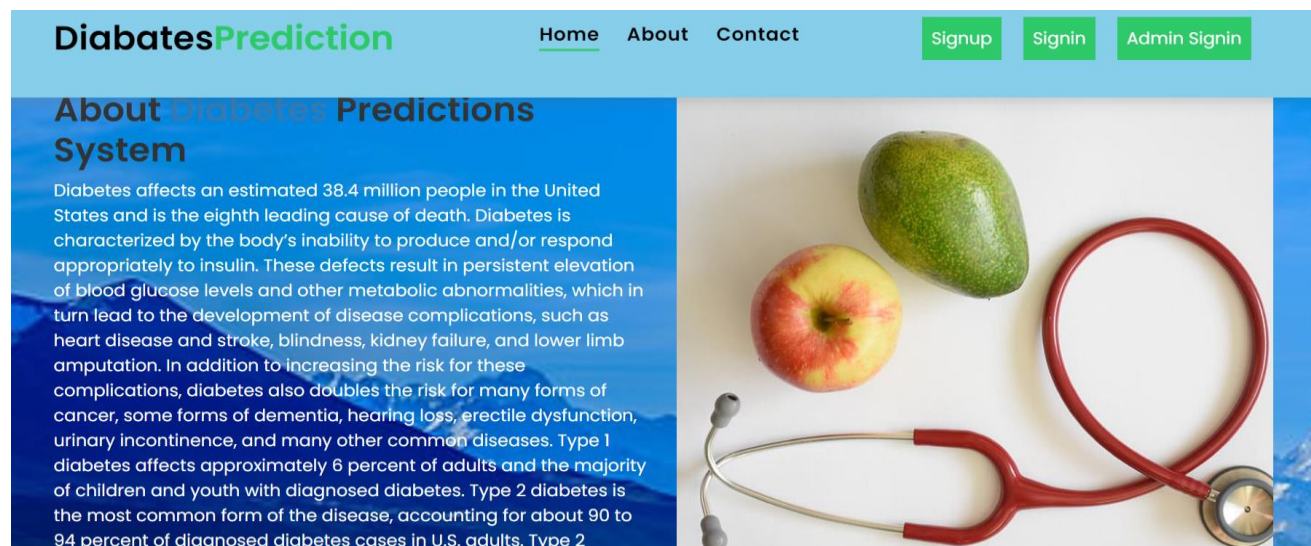 DiabatesPrediction
Home About Contact
Signup Signin Admin Signin
About Diabetes Predictions
System
Diabetes affects an estimated 38.4 million people in the United
States and is the eighth leading cause of death. Diabetes is
characterized by the body’s inability to produce and/or respond
appropriately to insulin. These defects result in persistent elevation
of blood glucose levels and other metabolic abnormalities, which in
turn lead to the development of disease complications, such as
heart disease and stroke, blindness, kidney failure, and lower limb
amputation. In addition to increasing the risk for these
complications, diabetes also doubles the risk for many forms of
cancer, some forms of dementia, hearing loss, erectile dysfunction,
urinary incontinence, and many other common diseases. Type 1
diabetes affects approximately 6 percent of adults and the majority
of children and youth with diagnosed diabetes. Type 2 diabetes is
the most common form of the disease, accounting for about 90 to
94 percent of diagnosed diabetes cases in U.S. adults. Type 2